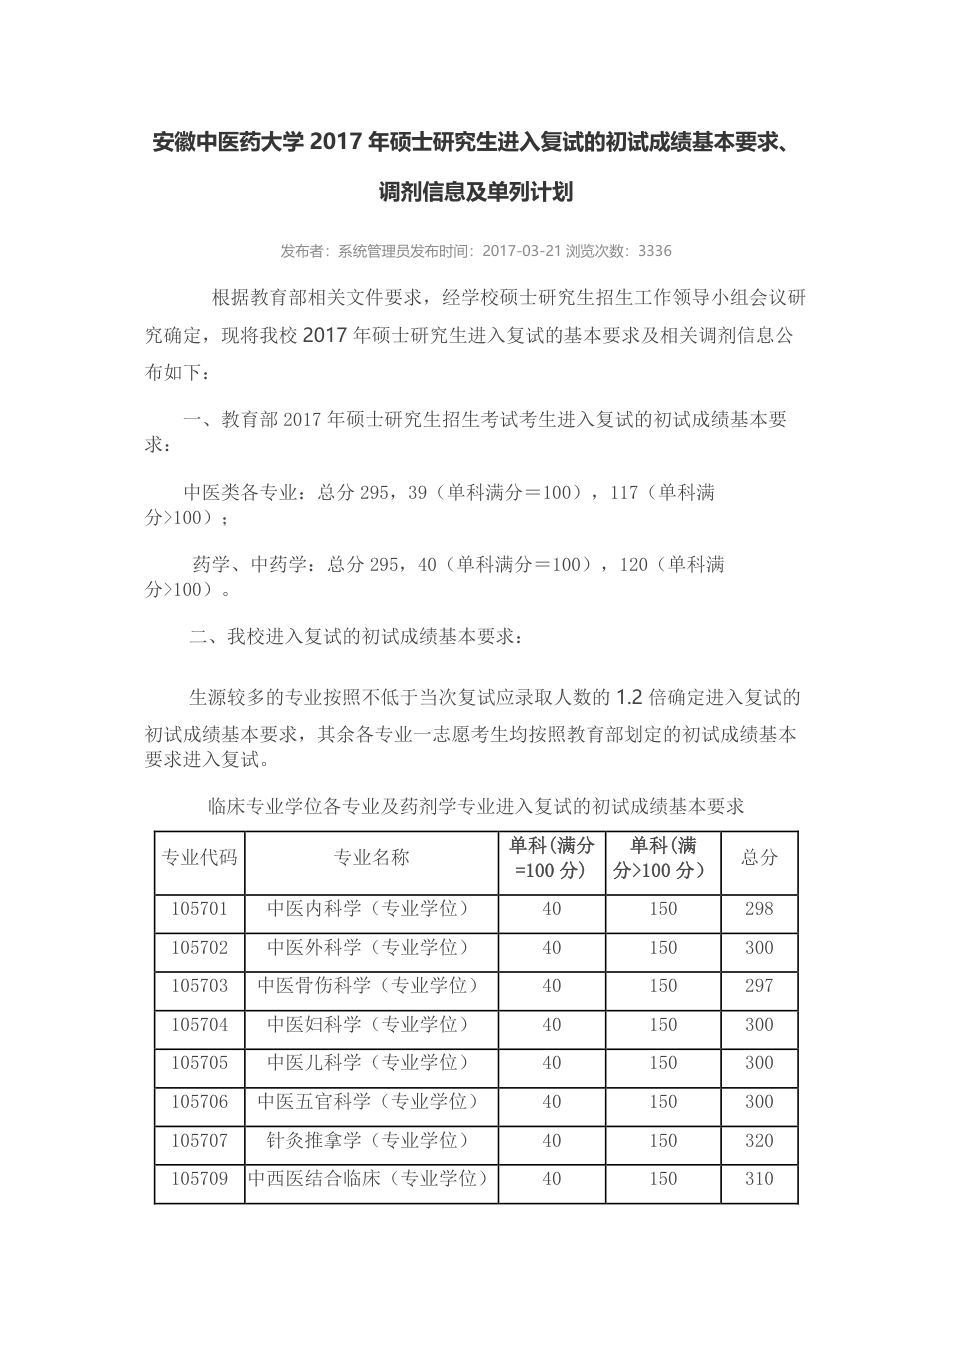 安徽中医药大学 2017 年硕士研究生进入复试的初试成绩基本要求、
调剂信息及单列计划
发布者：系统管理员发布时间：2017-03-21 浏览次数：3336
根据教育部相关文件要求，经学校硕士研究生招生工作领导小组会议研
究确定，现将我校 2017 年硕士研究生进入复试的基本要求及相关调剂信息公
布如下：
一、教育部 2017 年硕士研究生招生考试考生进入复试的初试成绩基本要
求：
中医类各专业：总分 295，39（单科满分＝100），117（单科满
分>100）；
药学、中药学：总分 295，40（单科满分＝100），120（单科满
分>100）。
二、我校进入复试的初试成绩基本要求：
生源较多的专业按照不低于当次复试应录取人数的 1.2 倍确定进入复试的
初试成绩基本要求，其余各专业一志愿考生均按照教育部划定的初试成绩基本
要求进入复试。
临床专业学位各专业及药剂学专业进入复试的初试成绩基本要求
专业代码 专业名称 单科(满分=100 分) 单科(满分>100 分） 总分
105701 中医内科学（专业学位） 40 150 298
105702 中医外科学（专业学位） 40 150 300
105703 中医骨伤科学（专业学位） 40 150 297
105704 中医妇科学（专业学位） 40 150 300
105705 中医儿科学（专业学位） 40 150 300
105706 中医五官科学（专业学位） 40 150 300
105707 针灸推拿学（专业学位） 40 150 320
105709 中西医结合临床（专业学位） 40 150 310